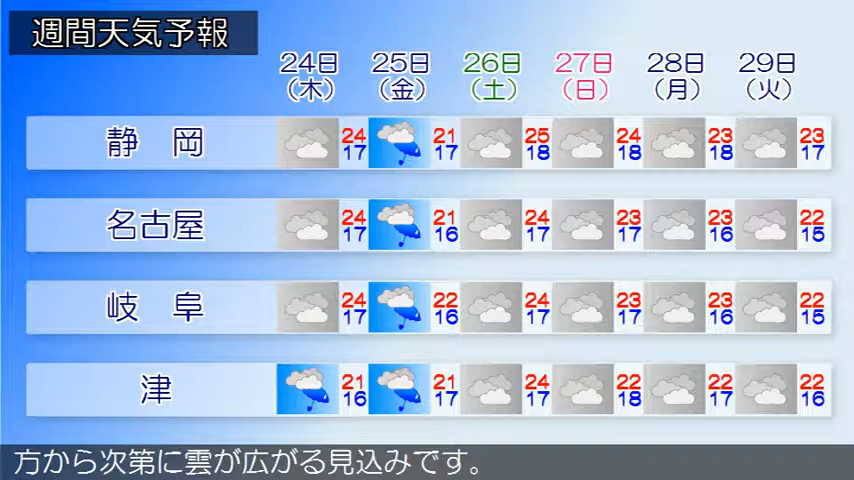 週間天気予報
24日 25日 26日 27日 28日 29日
(木) (金) (土) (日) (月) (火)
静岡 24 17 21 17 25 18 24 18 23 18 23 17
名古屋 24 17 21 16 24 17 23 17 23 16 22 15
岐阜 24 17 22 16 24 17 23 17 23 16 22 15
津 21 16 21 17 24 17 22 18 22 17 22 16
方から次第に雲が広がる見込みです。